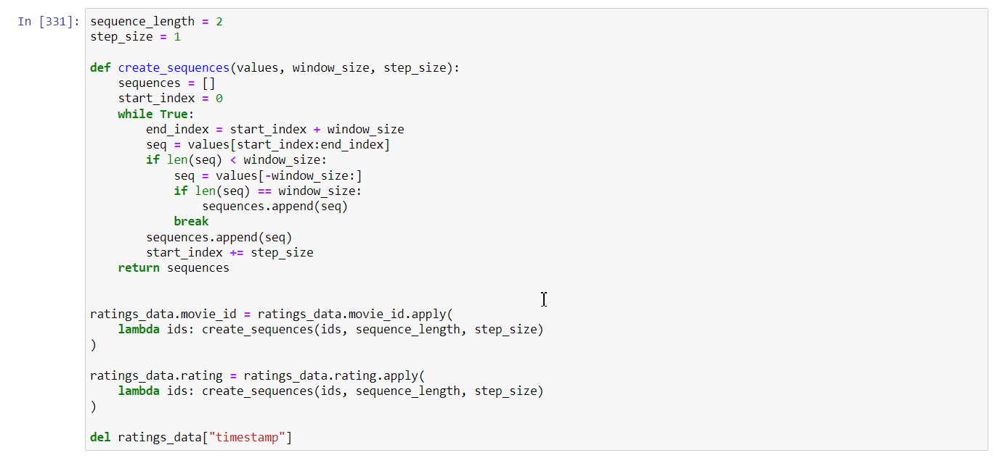 In [331]: sequence_length = 2
step_size = 1
def create_sequences(values, window_size, step_size):
    sequences = []
    start_index = 0
    while True:
        end_index = start_index + window_size
        seq = values[start_index:end_index]
        if len(seq) < window_size:
            seq = values[-window_size:]
            if len(seq) == window_size:
                sequences.append(seq)
            break
        sequences.append(seq)
        start_index += step_size
    return sequences
ratings_data.movie_id = ratings_data.movie_id.apply(
    lambda ids: create_sequences(ids, sequence_length, step_size)
)
ratings_data.rating = ratings_data.rating.apply(
    lambda ids: create_sequences(ids, sequence_length, step_size)
)
del ratings_data["timestamp"]